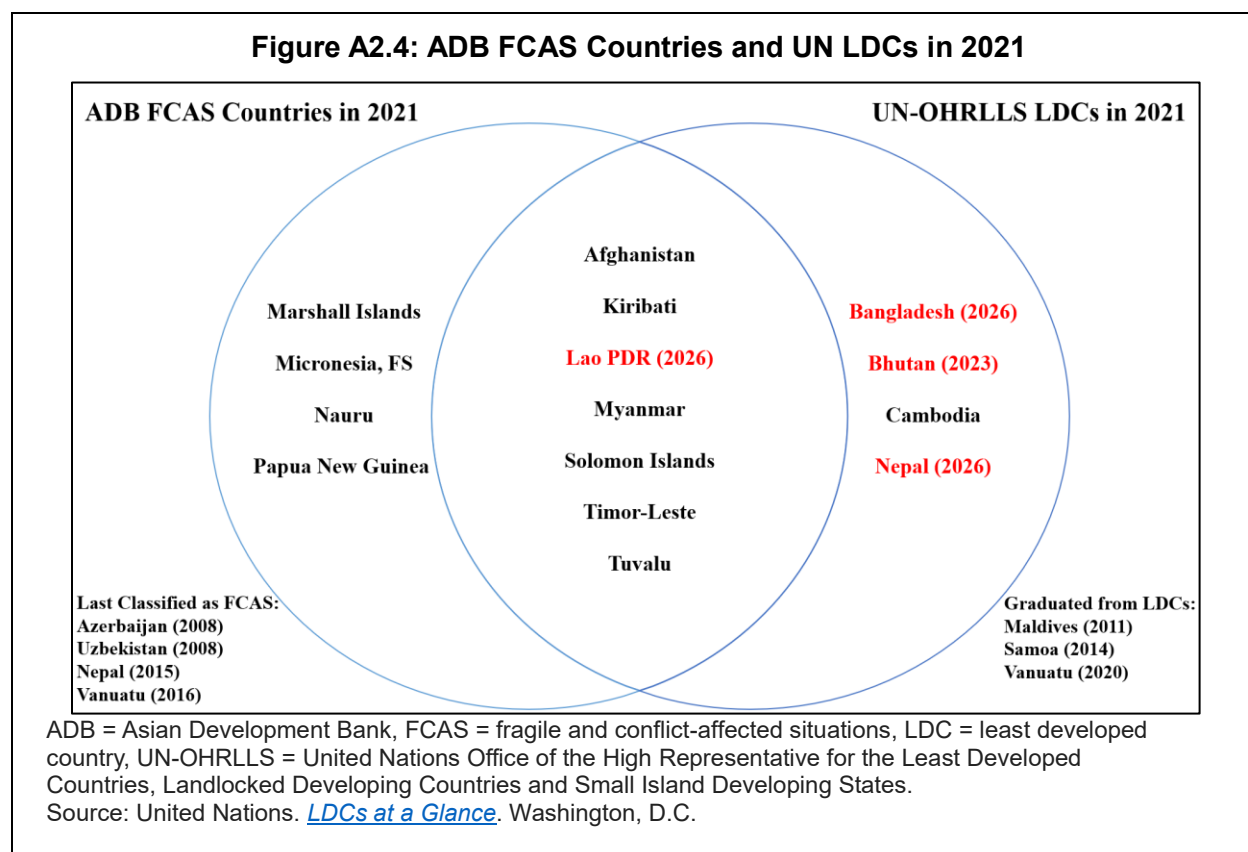 Figure A2.4: ADB FCAS Countries and UN LDCs in 2021
ADB FCAS Countries in 2021
UN-OHRLLS LDCs in 2021
Marshall Islands
Micronesia, FS
Nauru
Papua New Guinea
Afghanistan
Kiribati
Lao PDR (2026)
Myanmar
Solomon Islands
Timor-Leste
Tuvalu
Bangladesh (2026)
Bhutan (2023)
Cambodia
Nepal (2026)
Last Classified as FCAS:
Azerbaijan (2008)
Uzbekistan (2008)
Nepal (2015)
Vanuatu (2016)
Graduated from LDCs:
Maldives (2011)
Samoa (2014)
Vanuatu (2020)
ADB = Asian Development Bank, FCAS = fragile and conflict-affected situations, LDC = least developed
country, UN-OHRLLS = United Nations Office of the High Representative for the Least Developed
Countries, Landlocked Developing Countries and Small Island Developing States.
Source: United Nations. LDCs at a Glance. Washington, D.C.